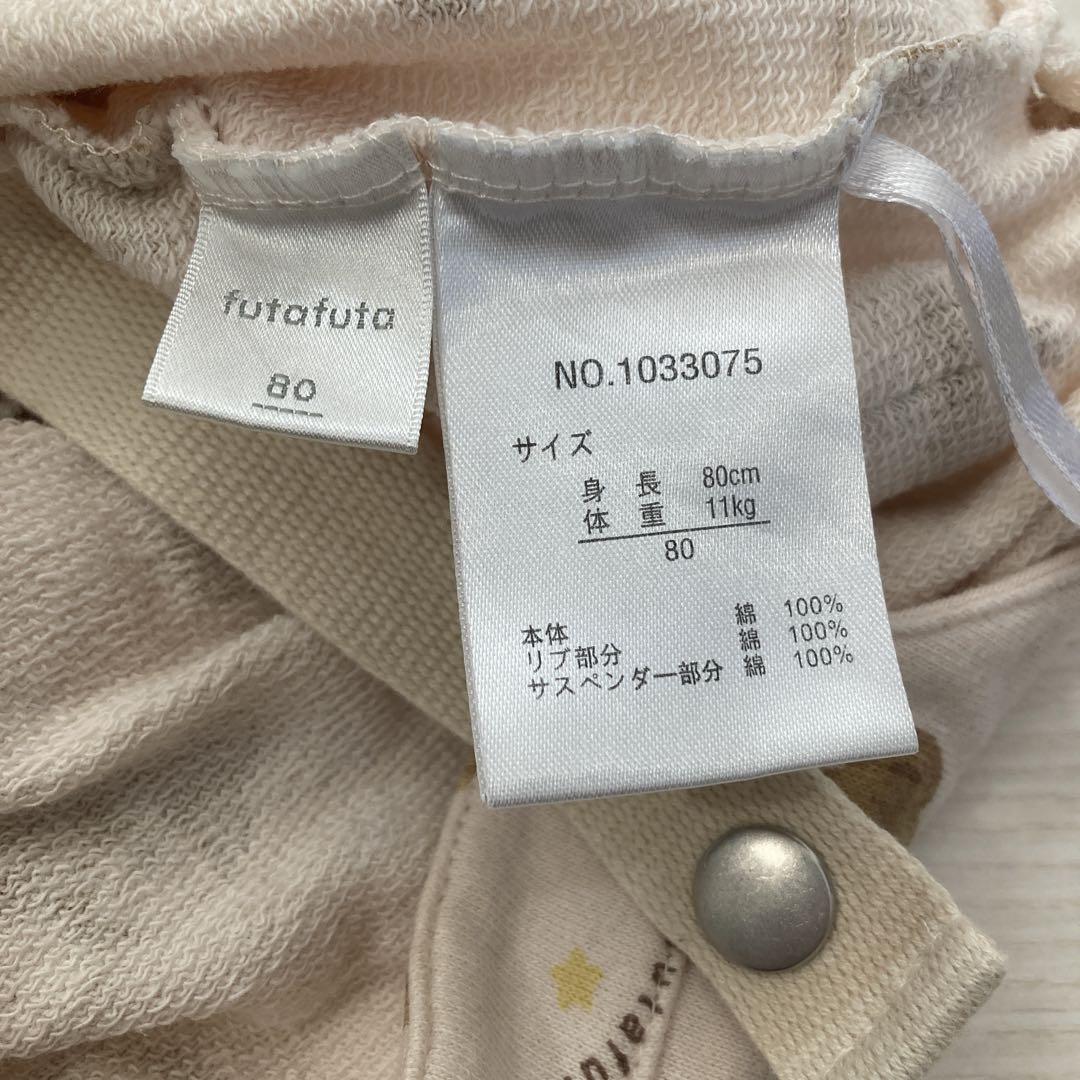 futafuta
80
NO.1033075
サイズ
身 長 80cm
体 重 11kg
80
本体 綿 100%
リブ部分 綿 100%
サスペンダー部分 綿 100%